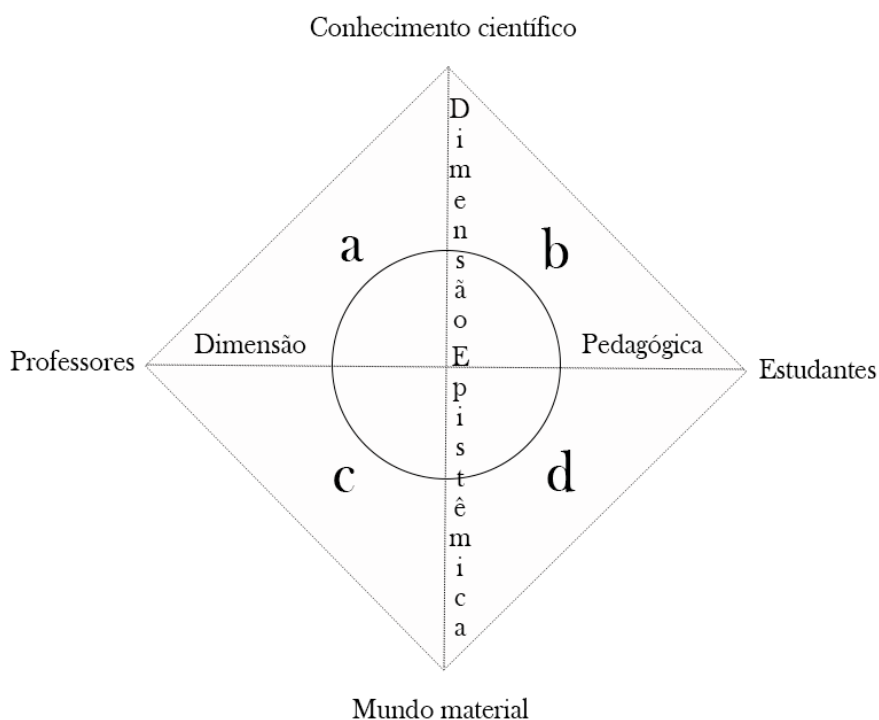 Conhecimento científico
Dimensão Epistêmica
a
b
Professores
Dimensão
Pedagógica
Estudantes
c
d
Mundo material